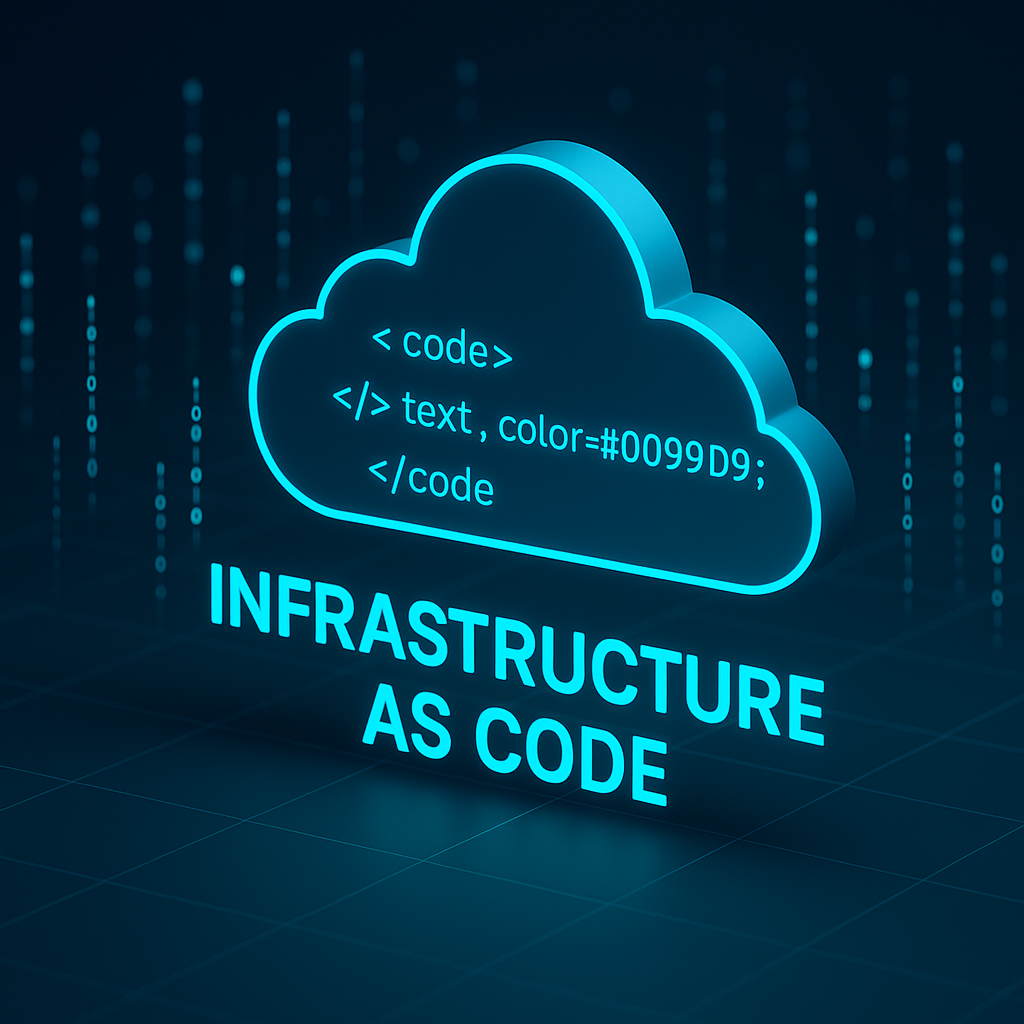 < code>
</> text, color=#0099D9;
</code
INFRASTRUCTURE
AS CODE